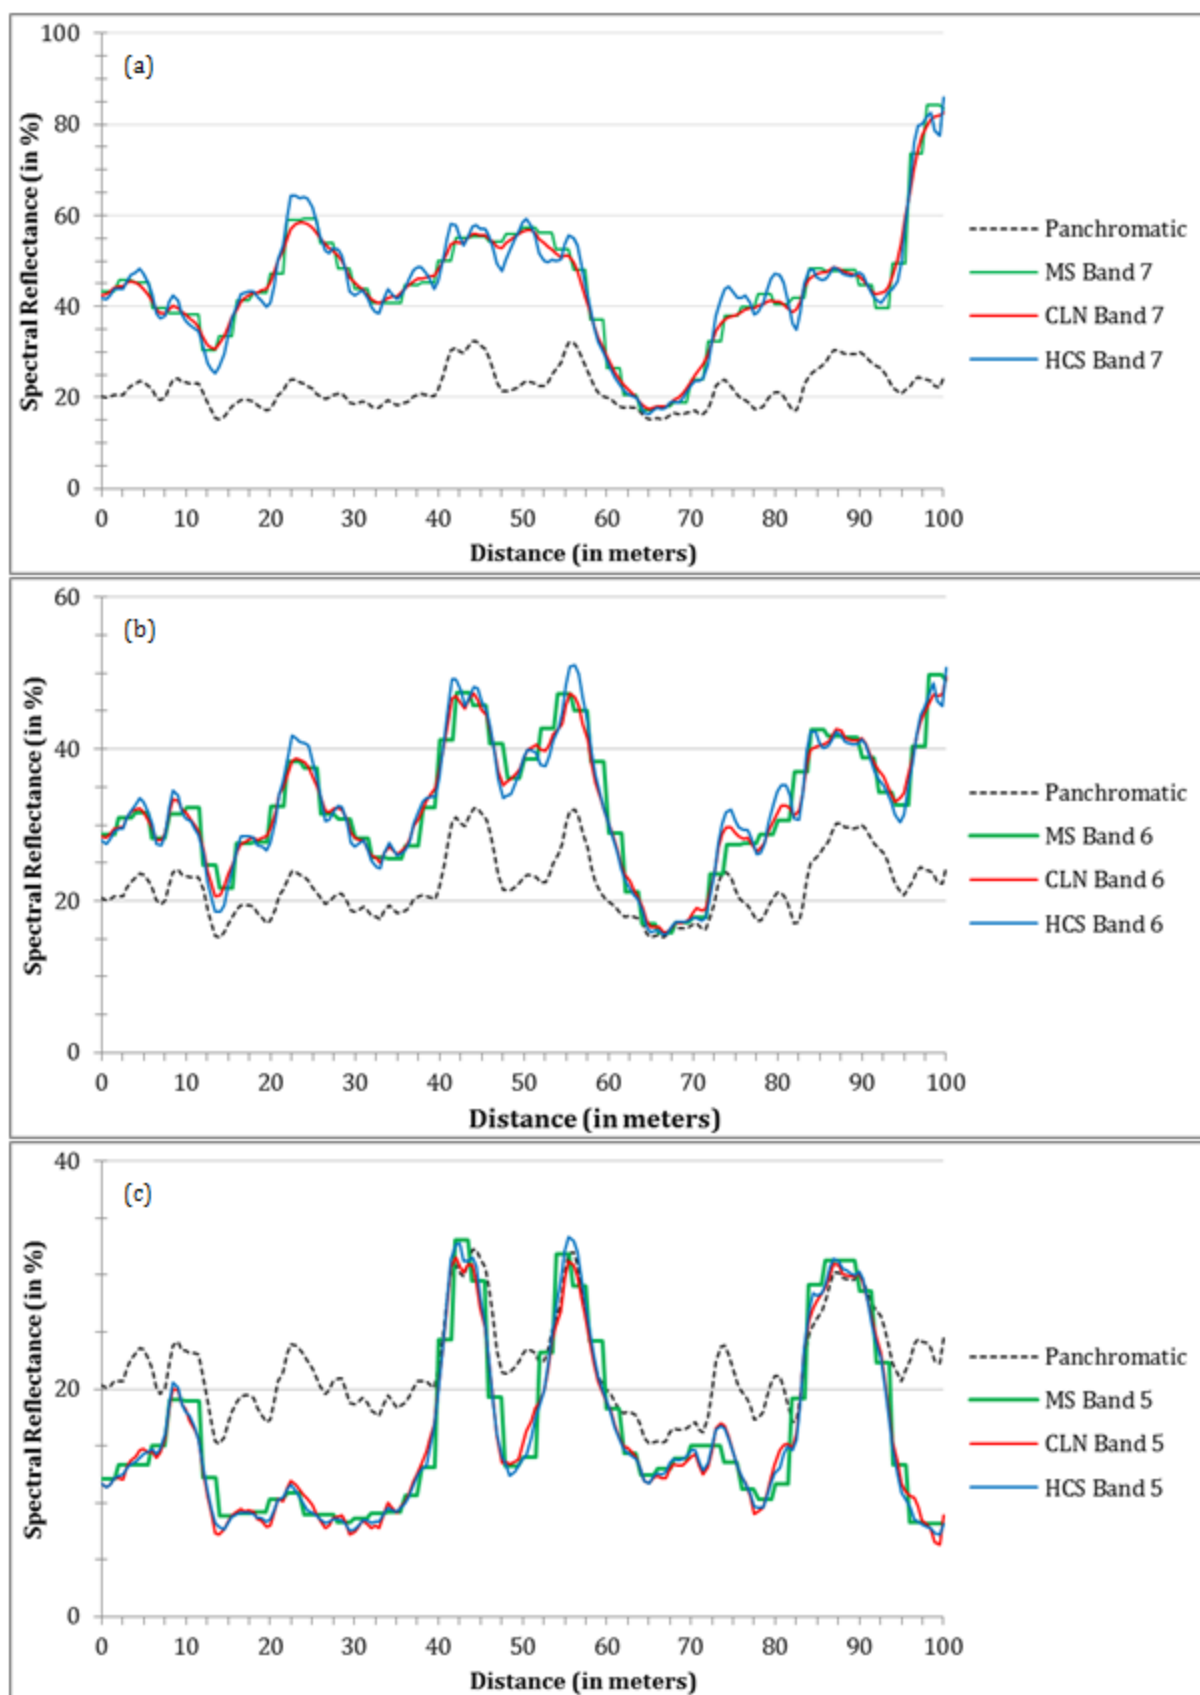 (a)
Spectral Reflectance (in %)
100
80
60
40
20
0
0 10 20 30 40 50 60 70 80 90 100
Distance (in meters)
Panchromatic
MS Band 7
CLN Band 7
HCS Band 7
(b)
Spectral Reflectance (in %)
60
40
20
0
0 10 20 30 40 50 60 70 80 90 100
Distance (in meters)
Panchromatic
MS Band 6
CLN Band 6
HCS Band 6
(c)
Spectral Reflectance (in %)
40
20
0
0 10 20 30 40 50 60 70 80 90 100
Distance (in meters)
Panchromatic
MS Band 5
CLN Band 5
HCS Band 5